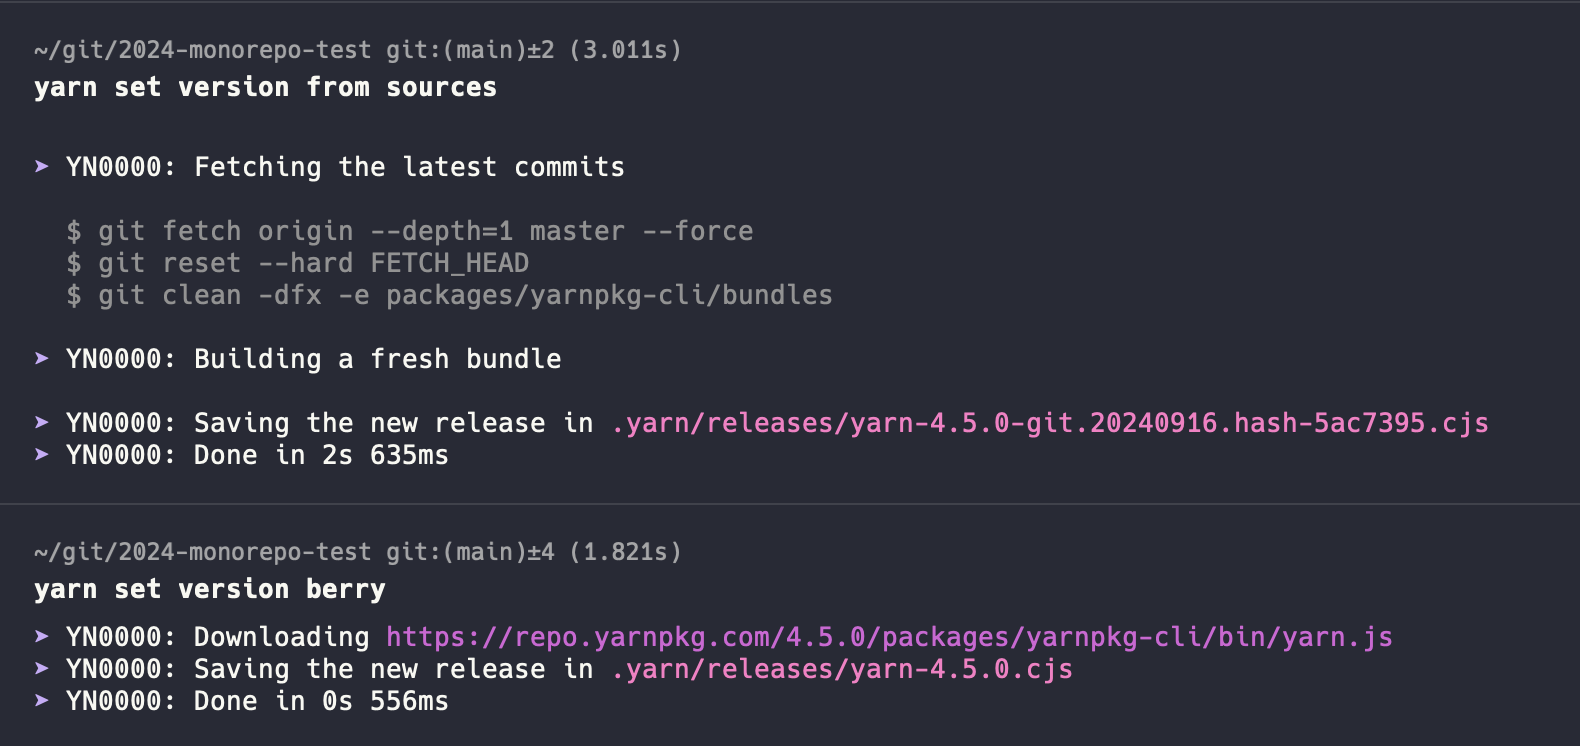 ~/git/2024-monorepo-test git:(main)±2 (3.011s)
yarn set version from sources
➤ YN0000: Fetching the latest commits
$ git fetch origin --depth=1 master --force
$ git reset --hard FETCH_HEAD
$ git clean -dfx -e packages/yarnpkg-cli/bundles
➤ YN0000: Building a fresh bundle
➤ YN0000: Saving the new release in .yarn/releases/yarn-4.5.0-git.20240916.hash-5ac7395.cjs
➤ YN0000: Done in 2s 635ms
~/git/2024-monorepo-test git:(main)±4 (1.821s)
yarn set version berry
➤ YN0000: Downloading https://repo.yarnpkg.com/4.5.0/packages/yarnpkg-cli/bin/yarn.js
➤ YN0000: Saving the new release in .yarn/releases/yarn-4.5.0.cjs
➤ YN0000: Done in 0s 556ms